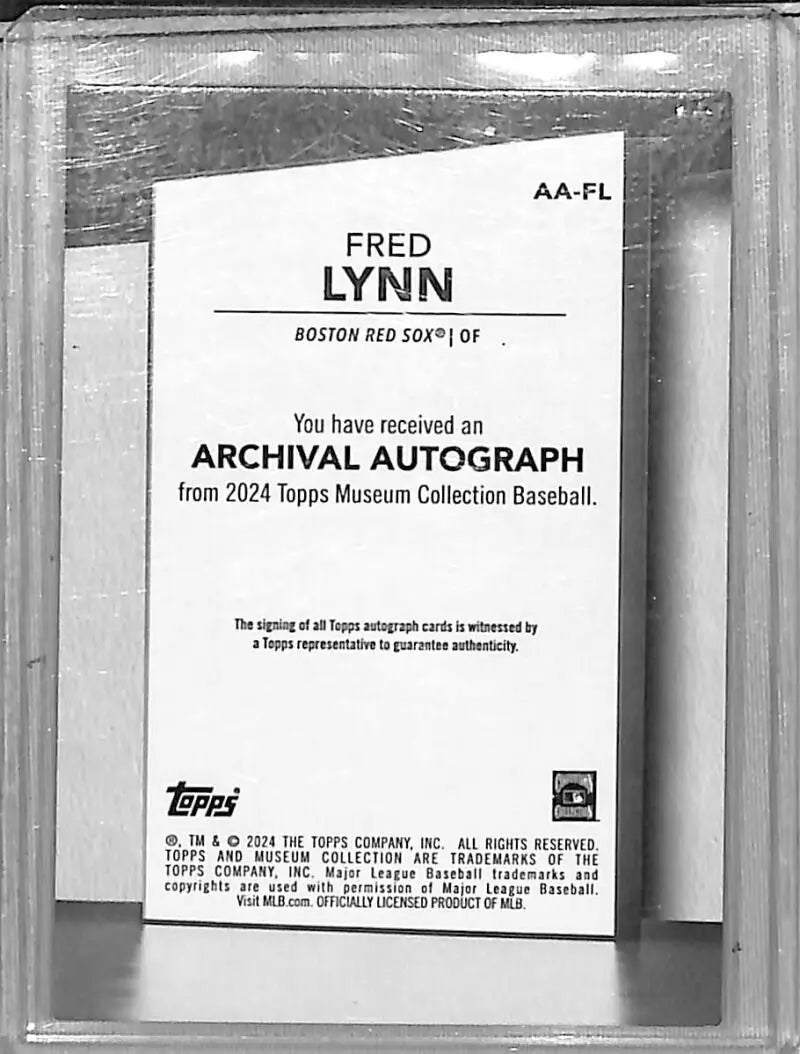 AA-FL
FRED
LYNN
BOSTON RED SOX® | OF
You have received an
ARCHIVAL AUTOGRAPH
from 2024 Topps Museum Collection Baseball.
The signing of all Topps autograph cards is witnessed by
a Topps representative to guarantee authenticity.
topps
®, TM & © 2024 THE TOPPS COMPANY, INC. ALL RIGHTS RESERVED.
TOPPS AND MUSEUM COLLECTION ARE TRADEMARKS OF THE
TOPPS COMPANY, INC. Major League Baseball trademarks and
copyrights are used with permission of Major League Baseball.
Visit MLB.com. OFFICIALLY LICENSED PRODUCT OF MLB.